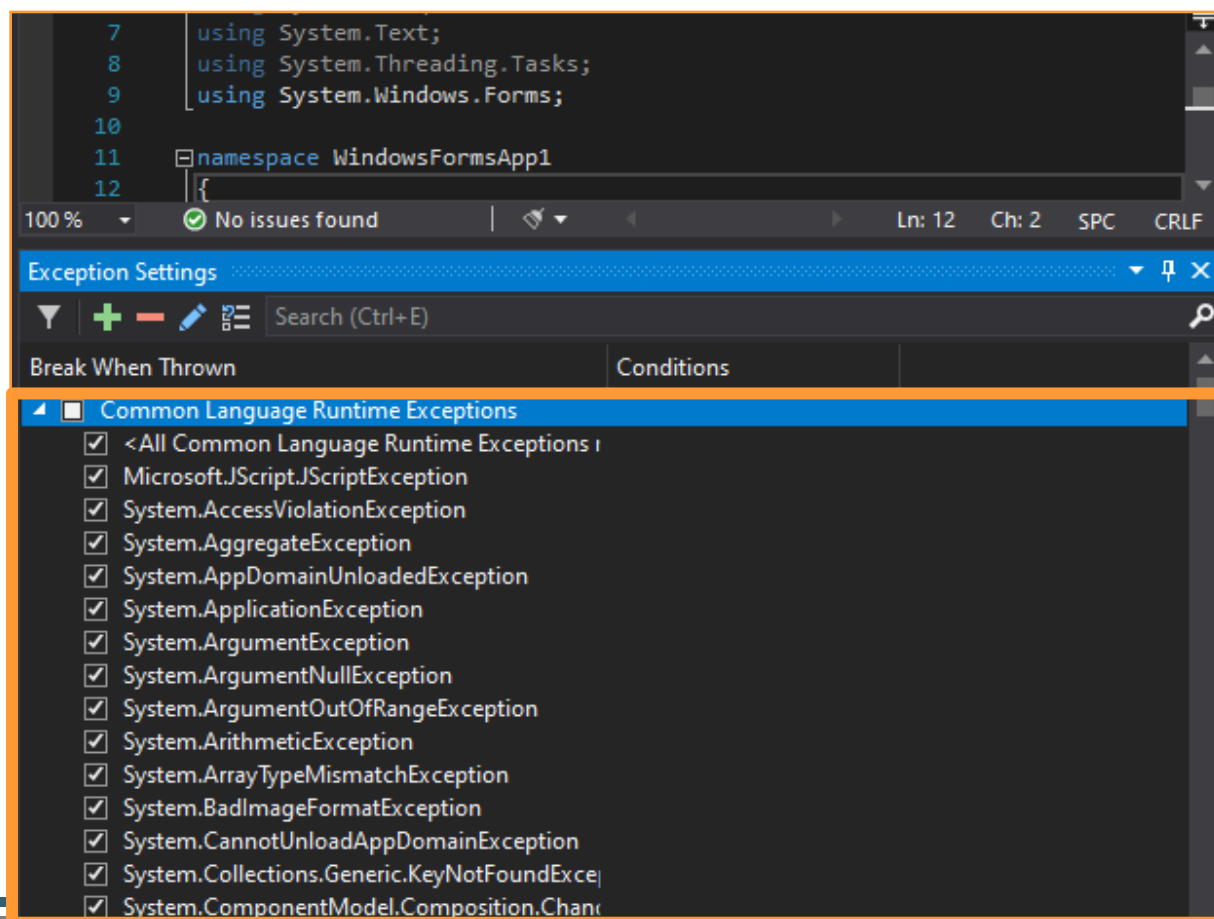 7 using System.Text;
8 using System.Threading.Tasks;
9 using System.Windows.Forms;
10
11 namespace WindowsFormsApp1
12 {
100 % No issues found Ln: 12 Ch: 2 SPC CRLF
Exception Settings
Search (Ctrl+E)
Break When Thrown Conditions
Common Language Runtime Exceptions
<All Common Language Runtime Exceptions
Microsoft.JScript.JScriptException
System.AccessViolationException
System.AggregateException
System.AppDomainUnloadedException
System.ApplicationException
System.ArgumentException
System.ArgumentNullException
System.ArgumentOutOfRangeException
System.ArithmeticException
System.ArrayTypeMismatchException
System.BadImageFormatException
System.CannotUnloadAppDomainException
System.Collections.Generic.KeyNotFoundExce
System.ComponentModel.Composition.Chan